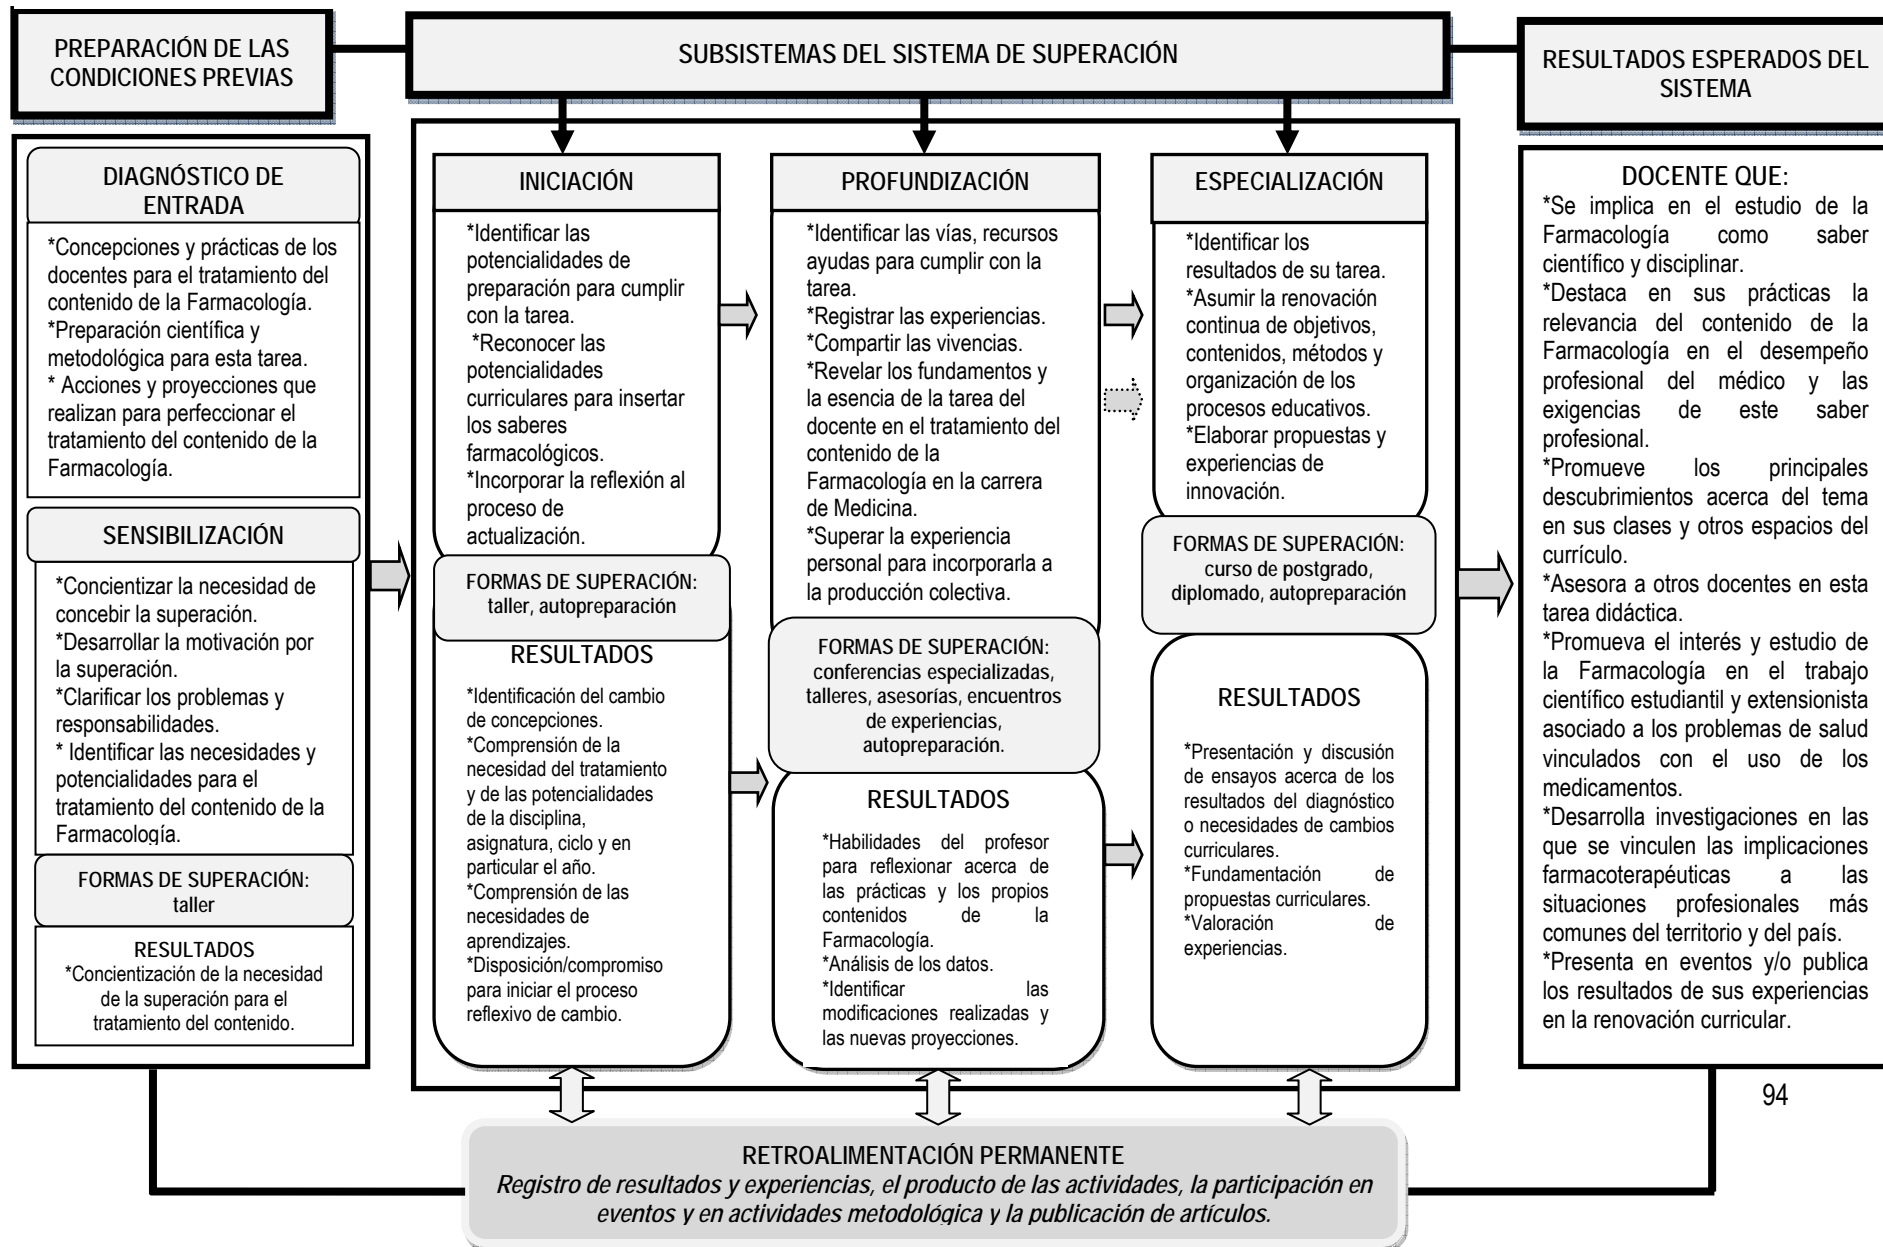 PREPARACIÓN DE LAS
CONDICIONES PREVIAS
SUBSISTEMAS DEL SISTEMA DE SUPERACIÓN
RESULTADOS ESPERADOS DEL
SISTEMA
DIAGNÓSTICO DE
ENTRADA
*Concepciones y prácticas de los
docentes para el tratamiento del
contenido de la Farmacología.
*Preparación científica y
metodológica para esta tarea.
* Acciones y proyecciones que
realizan para perfeccionar el
tratamiento del contenido de la
Farmacología.
SENSIBILIZACIÓN
*Concientizar la necesidad de
concebir la superación.
*Desarrollar la motivación por
la superación.
*Clarificar los problemas y
responsabilidades.
* Identificar las necesidades y
potencialidades para el
tratamiento del contenido de la
Farmacología.
FORMAS DE SUPERACIÓN:
taller
RESULTADOS
*Concientización de la necesidad
de la superación para el
tratamiento del contenido.
INICIACIÓN
*Identificar las
potencialidades de
preparación para cumplir
con la tarea.
*Reconocer las
potencialidades
curriculares para insertar
los saberes
farmacológicos.
*Incorporar la reflexión al
proceso de
actualización.
FORMAS DE SUPERACIÓN:
taller, autopreparación
RESULTADOS
*Identificación del cambio
de concepciones.
*Comprensión de la
necesidad del tratamiento
y de las potencialidades
de la disciplina,
asignatura, ciclo y en
particular el año.
*Comprensión de las
necesidades de
aprendizajes.
*Disposición/compromiso
para iniciar el proceso
reflexivo de cambio.
PROFUNDIZACIÓN
*Identificar las vías, recursos
ayudas para cumplir con la
tarea.
*Registrar las experiencias.
*Compartir las vivencias.
*Revelar los fundamentos y
la esencia de la tarea del
docente en el tratamiento del
contenido de la
Farmacología en la carrera
de Medicina.
*Superar la experiencia
personal para incorporarla a
la producción colectiva.
FORMAS DE SUPERACIÓN:
conferencias especializadas,
talleres, asesorías, encuentros
de experiencias,
autopreparación.
RESULTADOS
*Habilidades del profesor
para reflexionar acerca de
las prácticas y los propios
contenidos de la
Farmacología.
*Análisis de los datos.
*Identificar las
modificaciones realizadas y
las nuevas proyecciones.
ESPECIALIZACIÓN
*Identificar los
resultados de su tarea.
*Asumir la renovación
continua de objetivos,
contenidos, métodos y
organización de los
procesos educativos.
*Elaborar propuestas y
experiencias de
innovación.
FORMAS DE SUPERACIÓN:
curso de postgrado,
diplomado, autopreparación
RESULTADOS
*Presentación y discusión
de ensayos acerca de los
resultados del diagnóstico
o necesidades de cambios
curriculares.
*Fundamentación de
propuestas curriculares.
*Valoración de
experiencias.
DOCENTE QUE:
*Se implica en el estudio de la
Farmacología como saber
científico y disciplinar.
*Destaca en sus prácticas la
relevancia del contenido de la
Farmacología en el desempeño
profesional del médico y las
exigencias de este saber
profesional.
*Promueve los principales
descubrimientos acerca del tema
en sus clases y otros espacios del
currículo.
*Asesora a otros docentes en esta
tarea didáctica.
*Promueva el interés y estudio de
la Farmacología en el trabajo
científico estudiantil y extensionista
asociado a los problemas de salud
vinculados con el uso de los
medicamentos.
*Desarrolla investigaciones en las
que se vinculen las implicaciones
farmacoterapéuticas a las
situaciones profesionales más
comunes del territorio y del país.
*Presenta en eventos y/o publica
los resultados de sus experiencias
en la renovación curricular.
94
RETROALIMENTACIÓN PERMANENTE
Registro de resultados y experiencias, el producto de las actividades, la participación en
eventos y en actividades metodológica y la publicación de artículos.